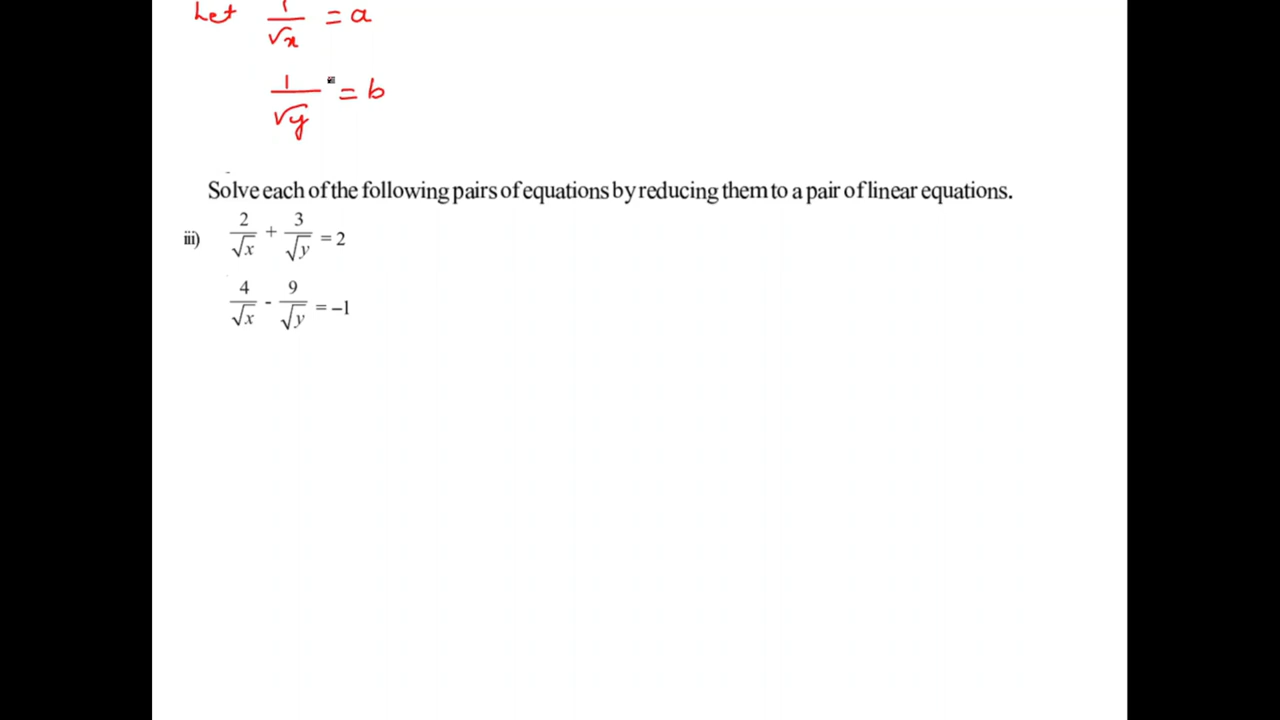 Let 1/√x = a
1/√y = b
Solve each of the following pairs of equations by reducing them to a pair of linear equations.
iii) 2/√x + 3/√y = 2
4/√x - 9/√y = –1